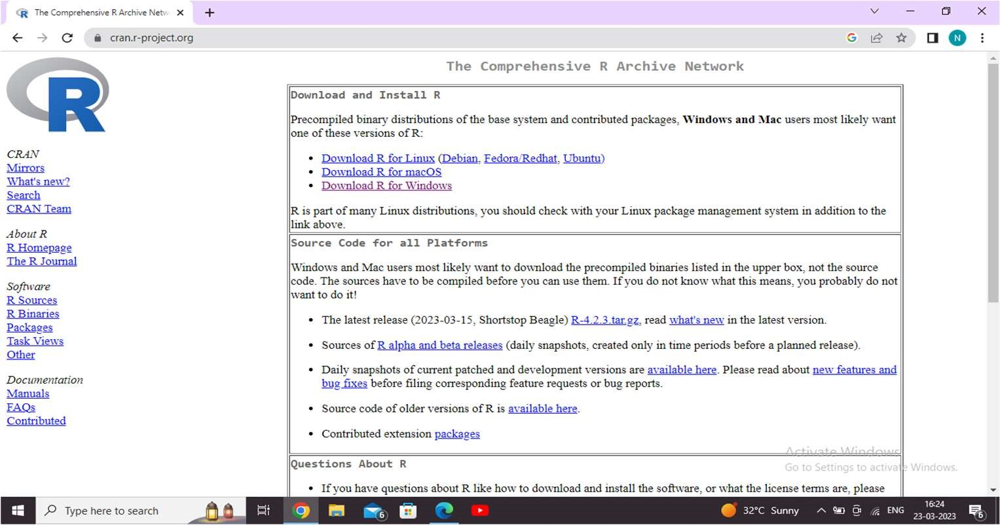 The Comprehensive R Archive Netw
cran.r-project.org
N
The Comprehensive R Archive Network
R
CRAN
Mirrors
What's new?
Search
CRAN Team
About R
R Homepage
The R Journal
Software
R Sources
R Binaries
Packages
Task Views
Other
Documentation
Manuals
FAQs
Contributed
Download and Install R
Precompiled binary distributions of the base system and contributed packages, Windows and Mac users most likely want
one of these versions of R:
• Download R for Linux (Debian, Fedora/Redhat, Ubuntu)
• Download R for macOS
• Download R for Windows
R is part of many Linux distributions, you should check with your Linux package management system in addition to the
link above.
Source Code for all Platforms
Windows and Mac users most likely want to download the precompiled binaries listed in the upper box, not the source
code. The sources have to be compiled before you can use them. If you do not know what this means, you probably do not
want to do it!
• The latest release (2023-03-15, Shortstop Beagle) R-4.2.3.tar.gz, read what's new in the latest version.
• Sources of R alpha and beta releases (daily snapshots, created only in time periods before a planned release).
• Daily snapshots of current patched and development versions are available here. Please read about new features and
bug fixes before filing corresponding feature requests or bug reports.
• Source code of older versions of R is available here.
• Contributed extension packages
Questions About R
• If you have questions about R like how to download and install the software, or what the license terms are, please
Activate Windows
Go to Settings to activate Windows.
Type here to search
6
32°C Sunny
ENG
16:24
23-03-2023
6